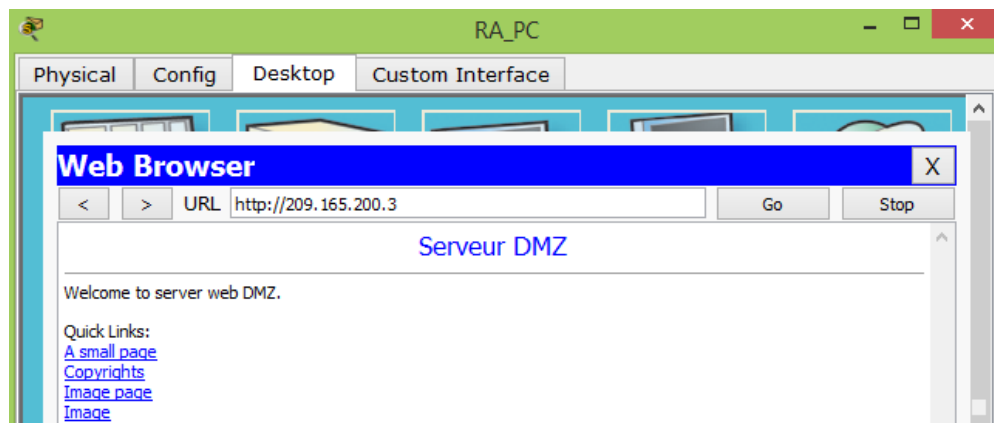 RA_PC
Physical Config Desktop Custom Interface
Web Browser X
< > URL http://209.165.200.3 Go Stop
Serveur DMZ
Welcome to server web DMZ.
Quick Links:
A small page
Copyrights
Image page
Image